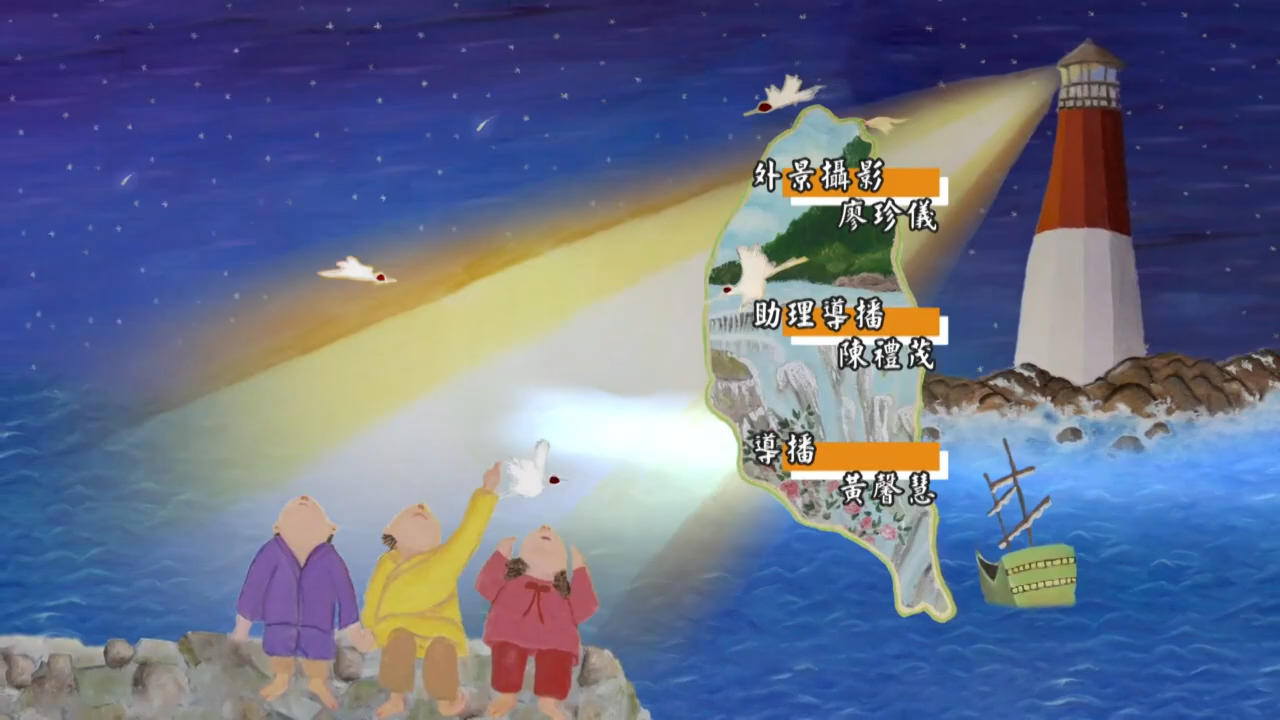 外景攝影
廖珍儀
助理導播
陳禮茂
導播
黃馨慧